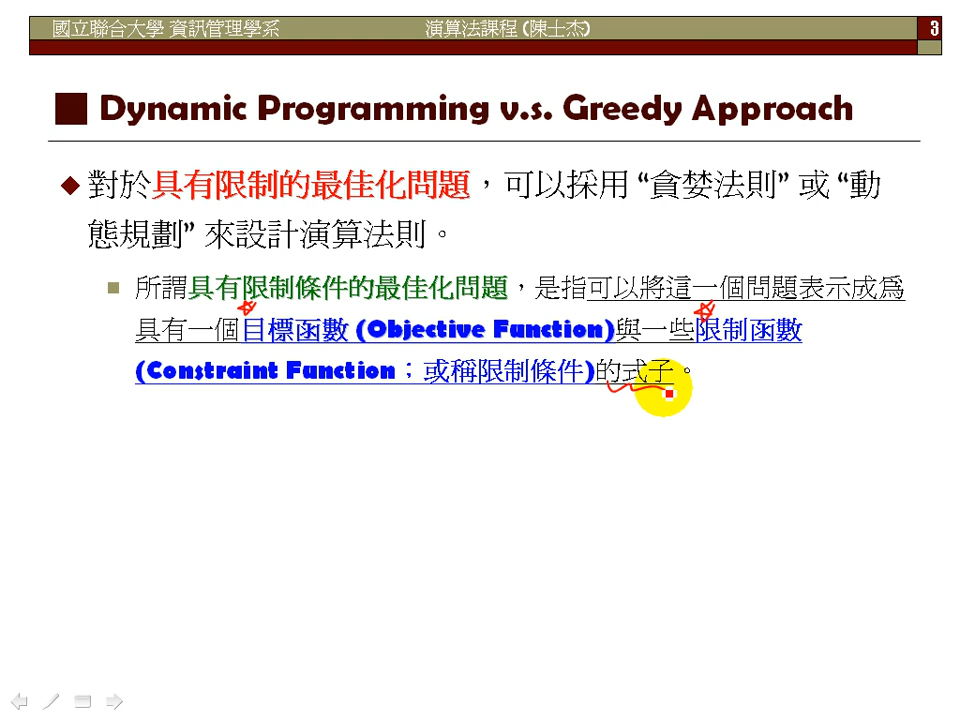 國立聯合大學 資訊管理學系 演算法課程 (陳士杰) 3
Dynamic Programming v.s. Greedy Approach
對於具有限制的最佳化問題，可以採用 “貪婪法則” 或 “動
態規劃” 來設計演算法則。
所謂具有限制條件的最佳化問題，是指可以將這一個問題表示成為
具有一個目標函數 (Objective Function)與一些限制函數
(Constraint Function；或稱限制條件)的式子。